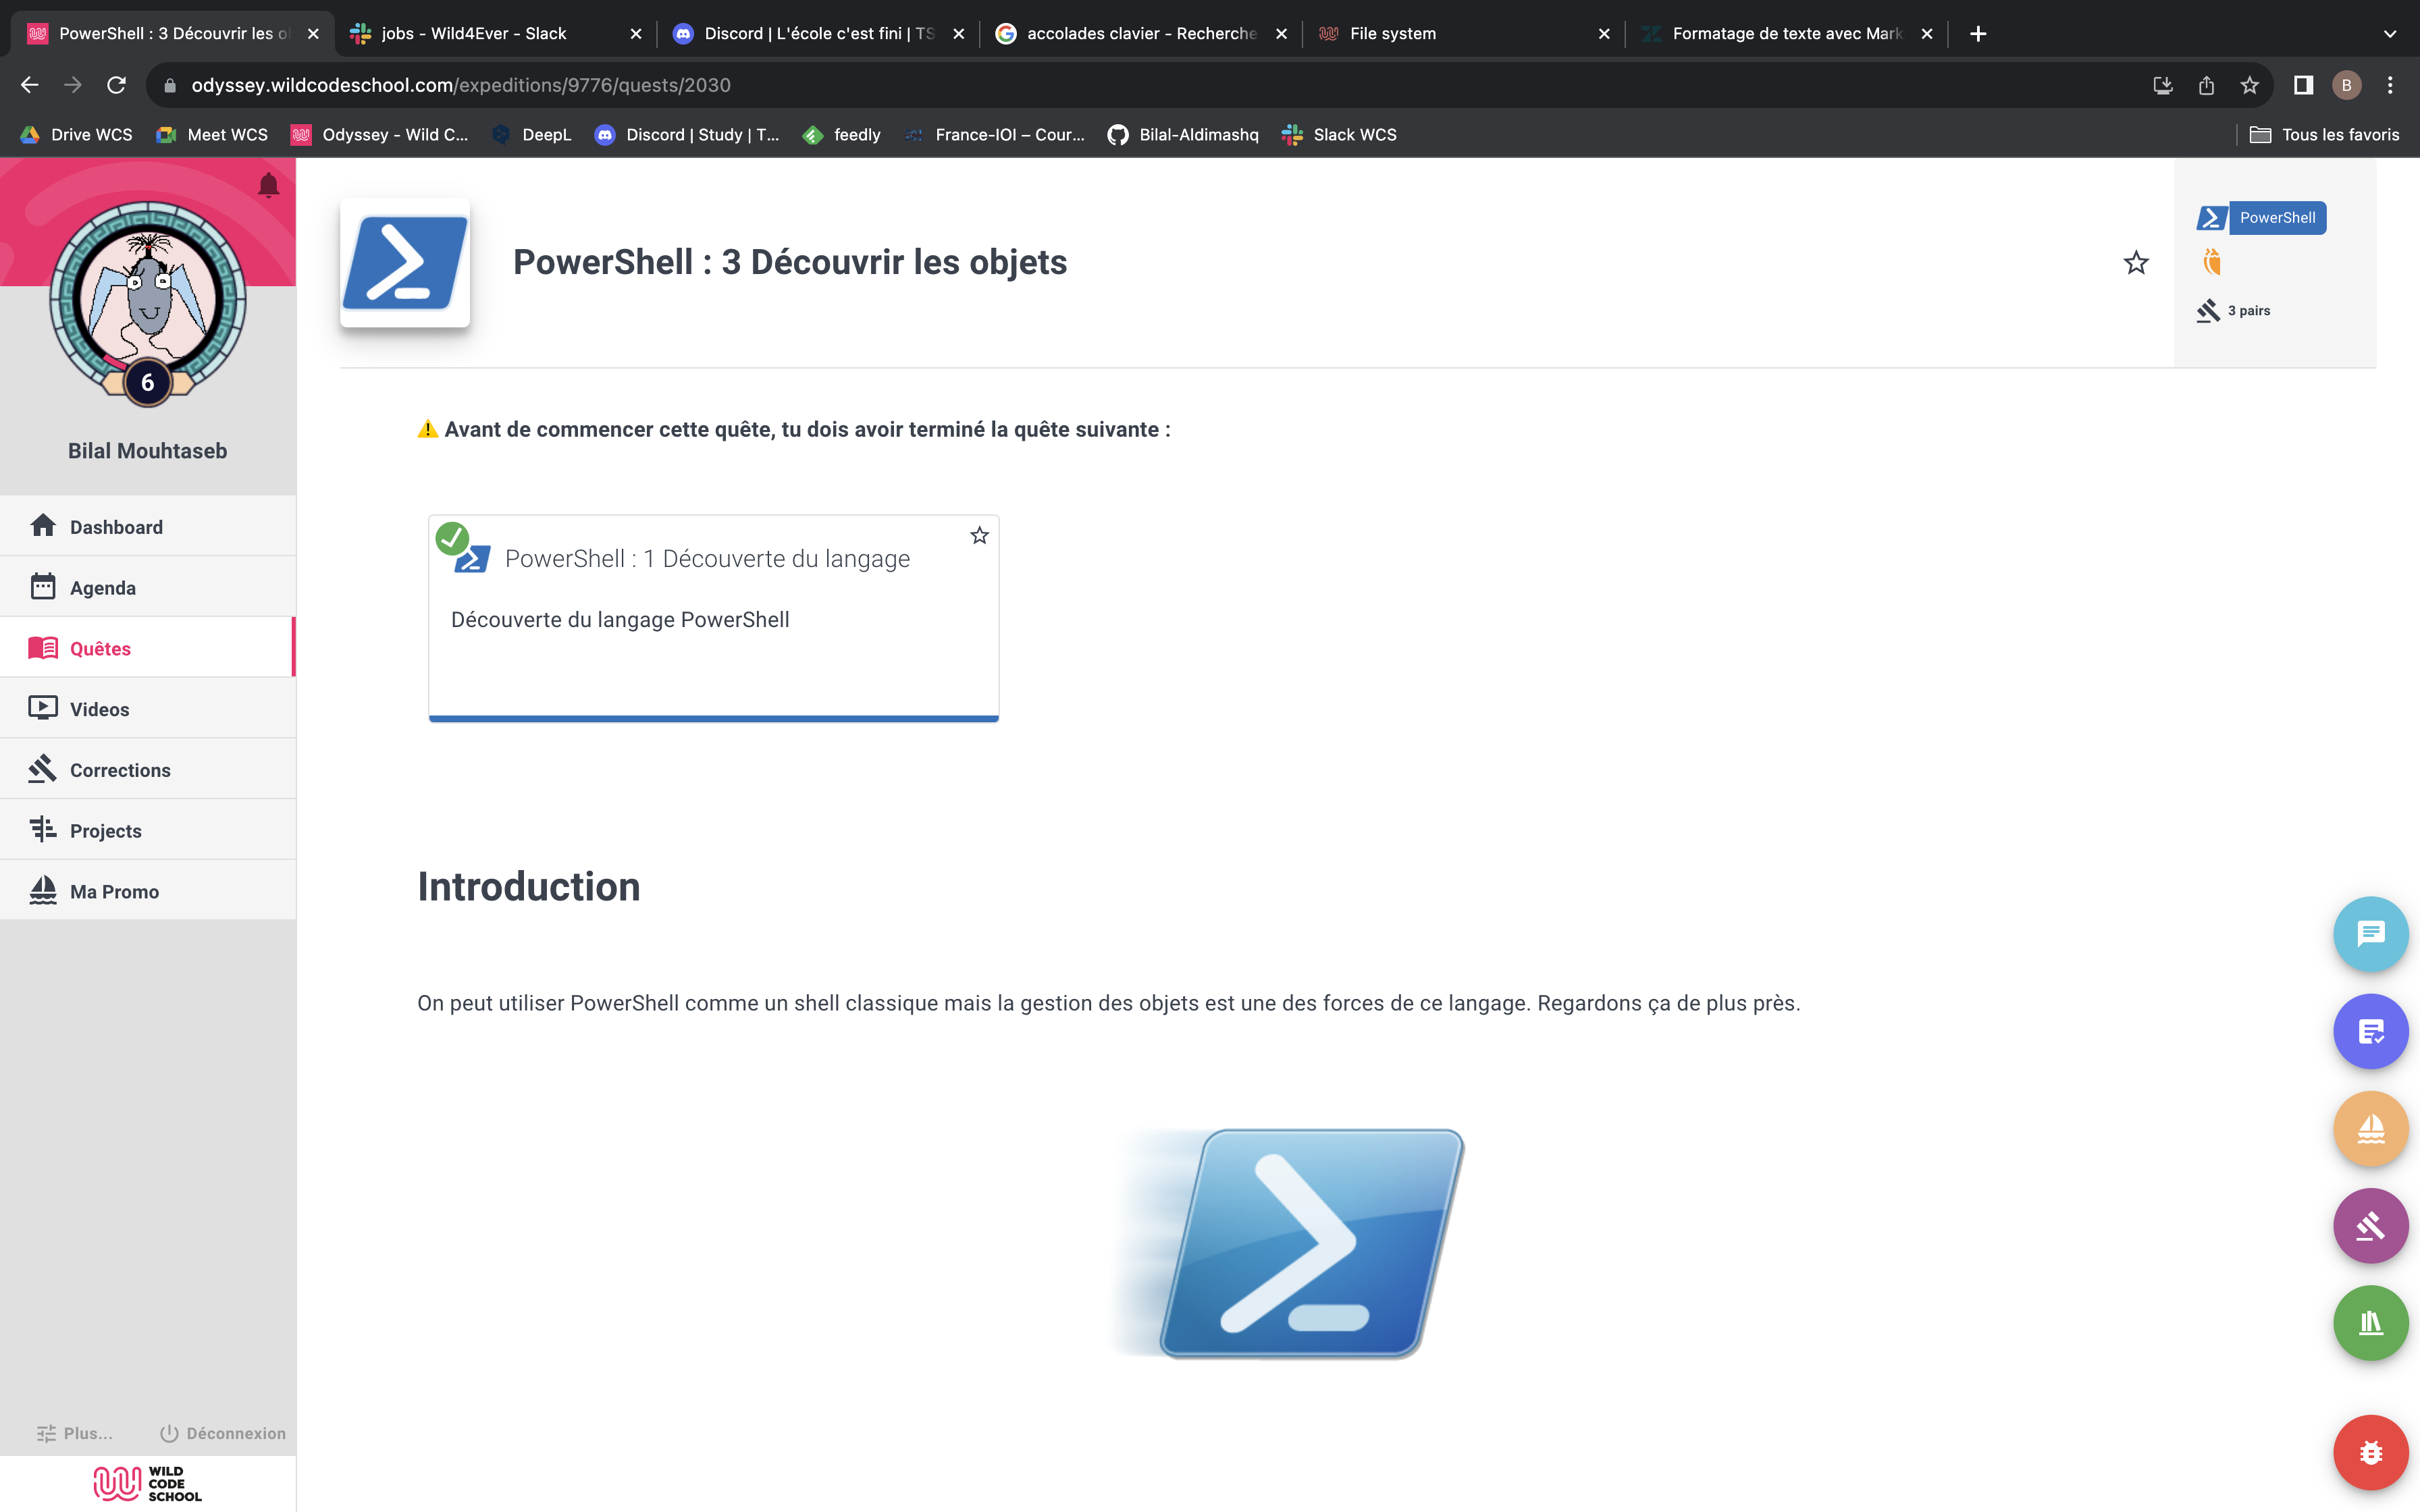 PowerShell : 3 Découvrir les o
jobs - Wild4Ever - Slack
Discord | L'école c'est fini | TS
accolades clavier - Recherche
File system
Formatage de texte avec Mark
odyssey.wildcodeschool.com/expeditions/9776/quests/2030
B
Drive WCS
Meet WCS
Odyssey - Wild C...
DeepL
Discord | Study | T...
feedly
France-IOI – Cour...
Bilal-Aldimashq
Slack WCS
Tous les favoris
6
Bilal Mouhtaseb
Dashboard
Agenda
Quêtes
Videos
Corrections
Projects
Ma Promo
Plus...
Déconnexion
WILD
CODE
SCHOOL
PowerShell : 3 Découvrir les objets
PowerShell
3 pairs
Avant de commencer cette quête, tu dois avoir terminé la quête suivante :
PowerShell : 1 Découverte du langage
Découverte du langage PowerShell
Introduction
On peut utiliser PowerShell comme un shell classique mais la gestion des objets est une des forces de ce langage. Regardons ça de plus près.